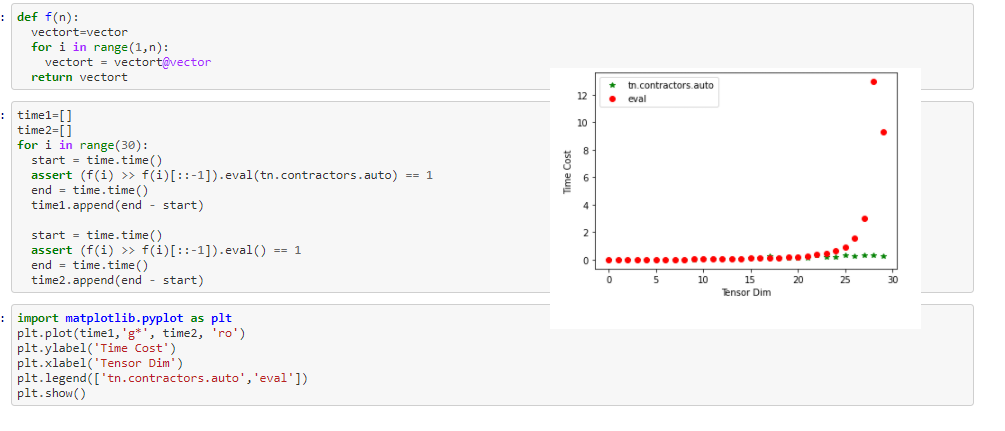 : def f(n):
vectort=vector
for i in range(1,n):
vectort = vectort@vector
return vectort
: time1=[]
time2=[]
for i in range(30):
start = time.time()
assert (f(i) >> f(i)[::-1]).eval(tn.contractors.auto) == 1
end = time.time()
time1.append(end - start)
start = time.time()
assert (f(i) >> f(i)[::-1]).eval() == 1
end = time.time()
time2.append(end - start)
: import matplotlib.pyplot as plt
plt.plot(time1,'g*', time2, 'ro')
plt.ylabel('Time Cost')
plt.xlabel('Tensor Dim')
plt.legend(['tn.contractors.auto','eval'])
plt.show()
tn.contractors.auto
eval
12
10
8
6
4
2
0
Time Cost
0 5 10 15 20 25 30
Tensor Dim